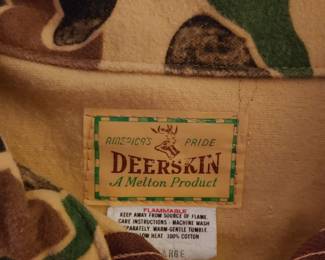 AMERICA'S PRIDE
DEERSKIN
A Melton Product
FLAMMABLE
KEEP AWAY FROM SOURCE OF FLAME.
CARE INSTRUCTIONS: MACHINE WASH
SEPARATELY. WARM-GENTLE TUMBLE.
LOW HEAT. 100% COTTON